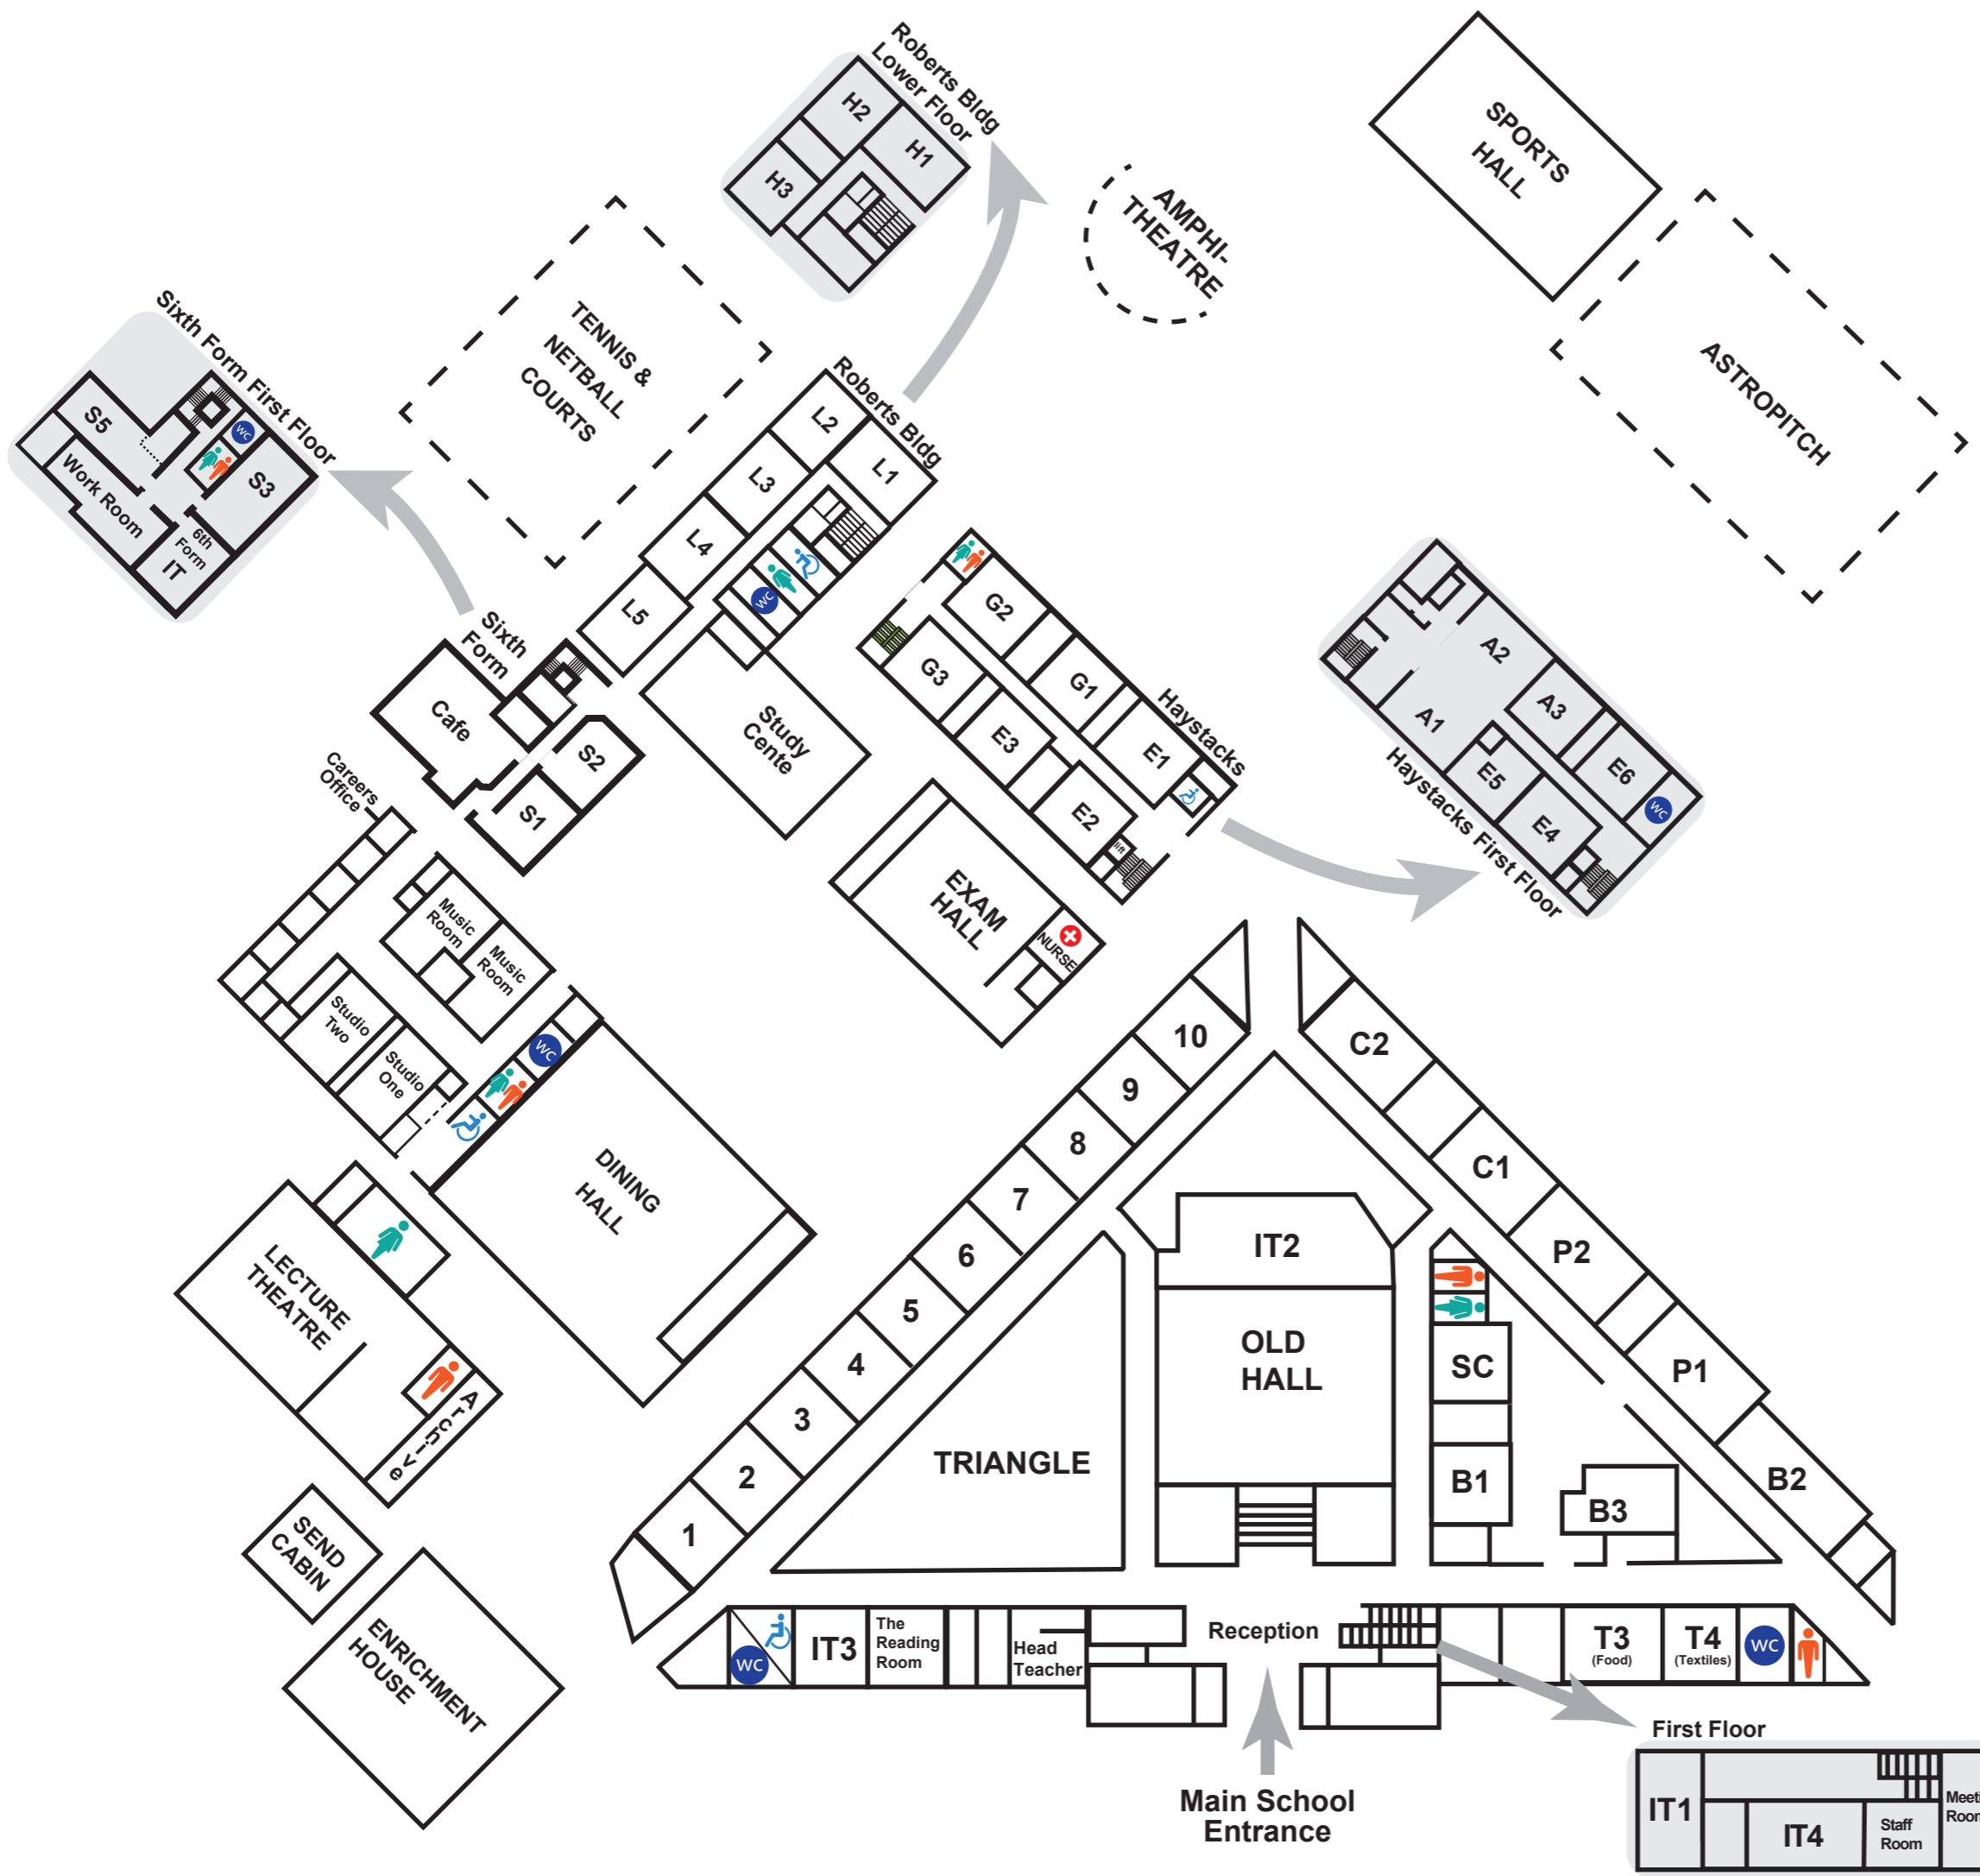 Roberts Bldg
Lower Floor
H2
H1
H3
AMPHI-
THEATRE
SPORTS
HALL
ASTROPITCH
TENNIS &
NETBALL
COURTS
Sixth Form First Floor
S5
WC
S3
Work Room
6th
Form
IT
Roberts Bldg
L2
L1
L3
L4
L5
WC
Sixth
Form
Cafe
S2
S1
Study
Cente
Careers
Office
Haystacks
G2
G1
G3
E3
E1
E2
lift
Haystacks First Floor
A2
A3
A1
E6
E5
E4
WC
EXAM
HALL
NURSE
Music
Room
Music
Room
Studio
Two
Studio
One
WC
DINING
HALL
LECTURE
THEATRE
Archive
SEND
CABIN
ENRICHMENT
HOUSE
10
9
8
7
6
5
4
3
2
1
C2
C1
P2
P1
B2
IT2
OLD
HALL
TRIANGLE
SC
B1
B3
WC
IT3
The
Reading
Room
Head
Teacher
Reception
T3
(Food)
T4
(Textiles)
WC
Main School
Entrance
First Floor
IT1
IT4
Staff
Room
Meeti
Room